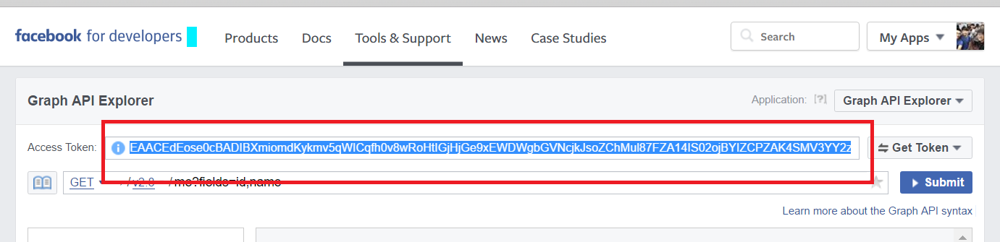 facebook for developers Products Docs Tools & Support News Case Studies Search My Apps
Graph API Explorer Application: [?] Graph API Explorer
Access Token: EAACEdEose0cBADIBXmiomdKykmv5qWICqfh0v8wRoHtIGjHjGe9xEWDWgbGVNcjkJsoZChMul87FZA14IS02ojBYIZCPZAK4SMV3YY2z Get Token
GET / v2.8 / me?fields=id,name Submit
Learn more about the Graph API syntax